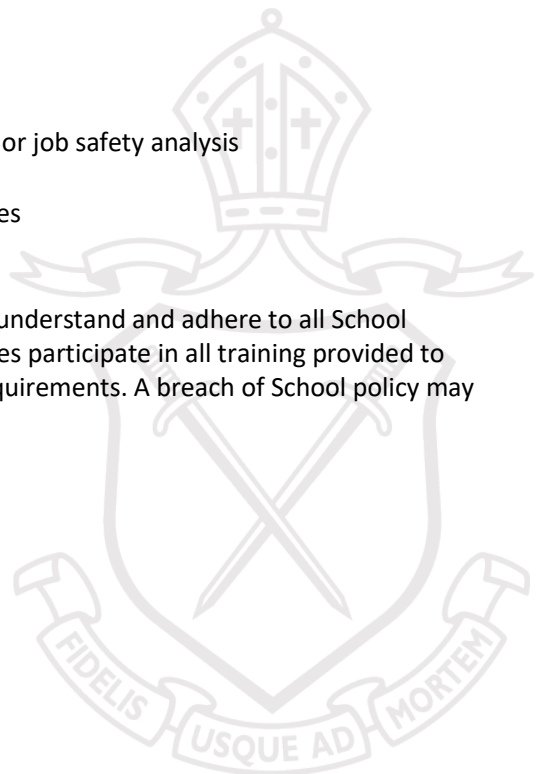 or job safety analysis
es
understand and adhere to all School
es participate in all training provided to
quirements. A breach of School policy may
FIDELIS
USQUE AD
MORTEM